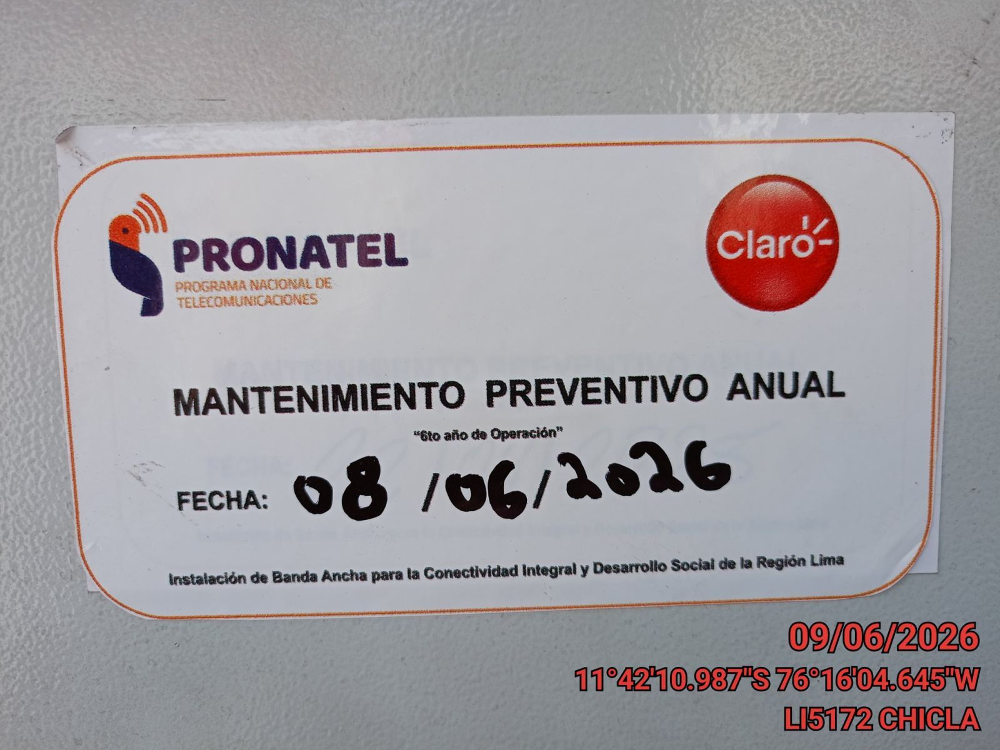 PRONATEL
PROGRAMA NACIONAL DE
TELECOMUNICACIONES
Claro
MANTENIMIENTO PREVENTIVO ANUAL
"6to año de Operación"
FECHA: 08/06/2026
Instalación de Banda Ancha para la Conectividad Integral y Desarrollo Social de la Región Lima
09/06/2026
11°42'10.987"S 76°16'04.645"W
LI5172 CHICLA